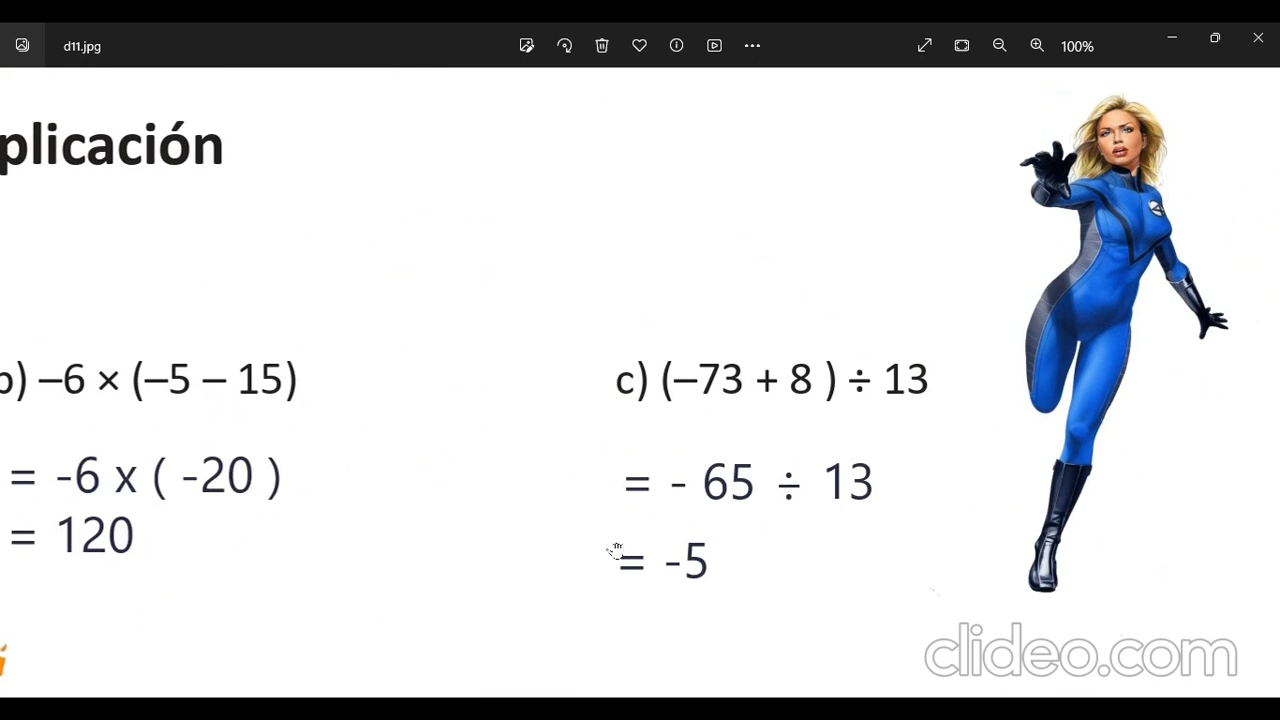 d11.jpg
100%
plicación
b) –6 × (–5 – 15)
= -6 x ( -20 )
= 120
c) (–73 + 8 ) ÷ 13
= - 65 ÷ 13
= -5
clideo.com